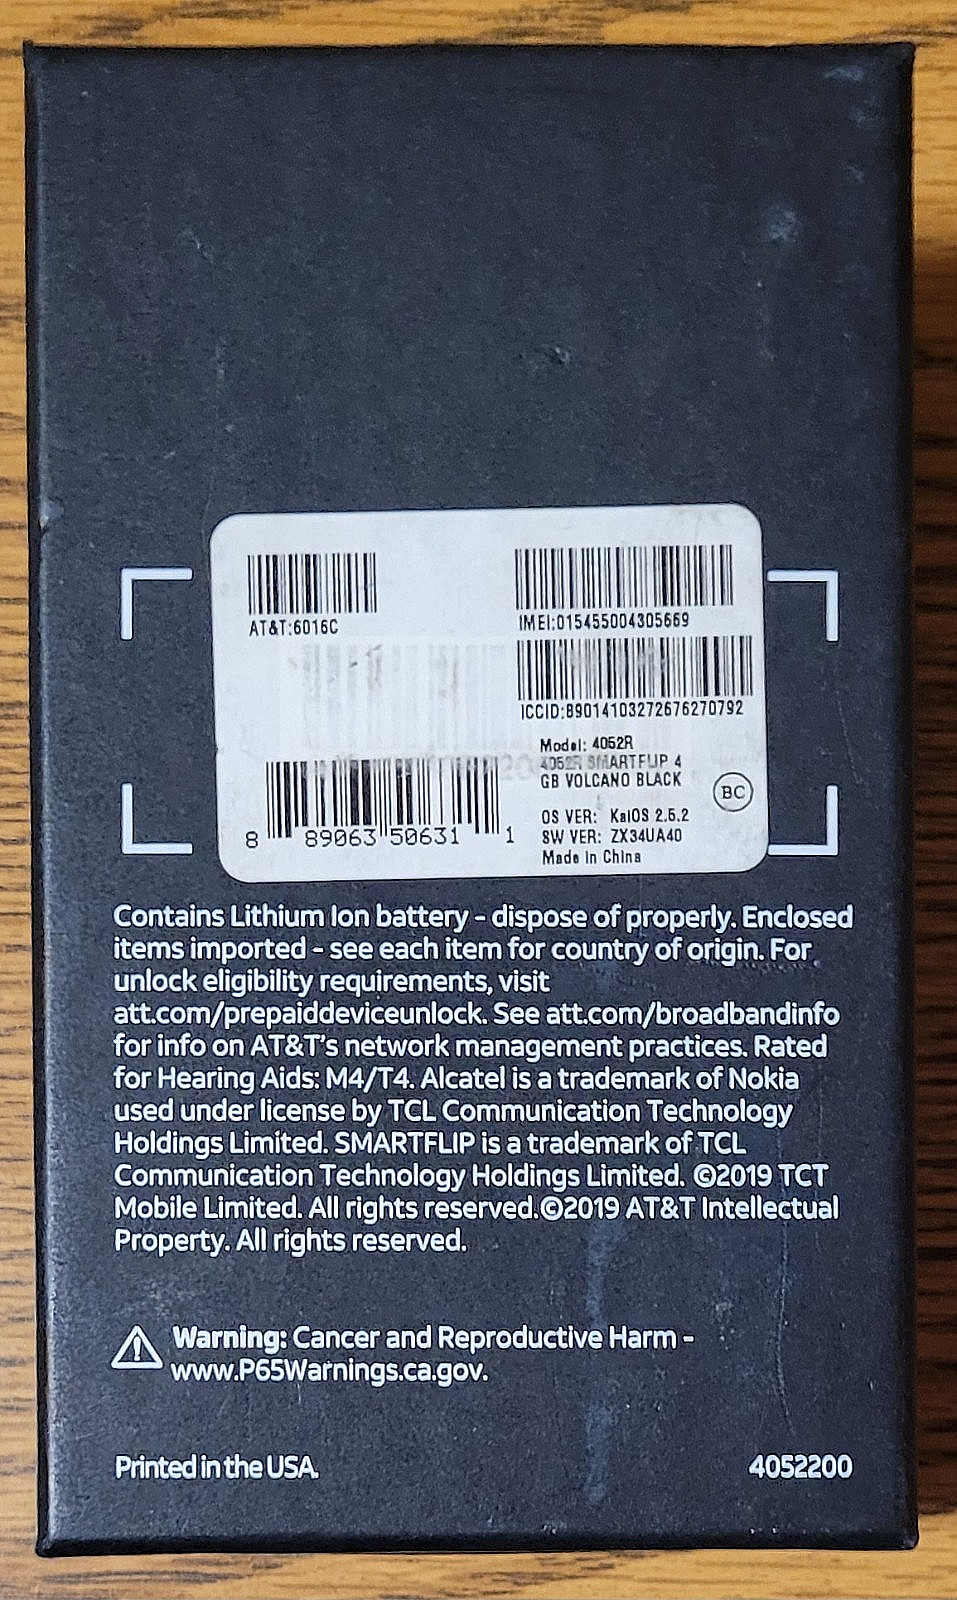 AT&T:6016C
IMEI:015455004305669
ICCID:89014103272676270792
Model: 4052R
4052R SMARTFLIP 4
GB VOLCANO BLACK
BC
OS VER: KaiOS 2.5.2
SW VER: ZX34UA40
Made in China
8 89063 50631 1
Contains Lithium Ion battery - dispose of properly. Enclosed
items imported - see each item for country of origin. For
unlock eligibility requirements, visit
att.com/prepaiddeviceunlock. See att.com/broadbandinfo
for info on AT&T's network management practices. Rated
for Hearing Aids: M4/T4. Alcatel is a trademark of Nokia
used under license by TCL Communication Technology
Holdings Limited. SMARTFLIP is a trademark of TCL
Communication Technology Holdings Limited. ©2019 TCT
Mobile Limited. All rights reserved.©2019 AT&T Intellectual
Property. All rights reserved.
Warning: Cancer and Reproductive Harm -
www.P65Warnings.ca.gov.
Printed in the USA.
4052200